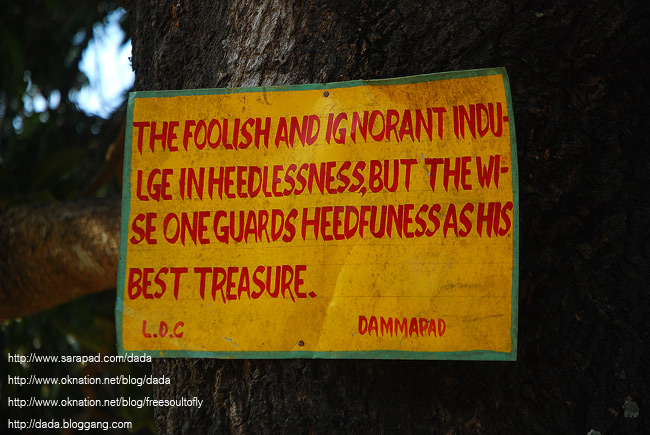 THE FOOLISH AND IGNORANT INDU-
LGE IN HEEDLESSNESS, BUT THE WI-
SE ONE GUARDS HEEDFUNESS AS HIS
BEST TREASURE.
L.D.C DAMMAPAD
http://www.sarapad.com/dada
http://www.oknation.net/blog/dada
http://www.oknation.net/blog/freesoultofly
http://dada.bloggang.com